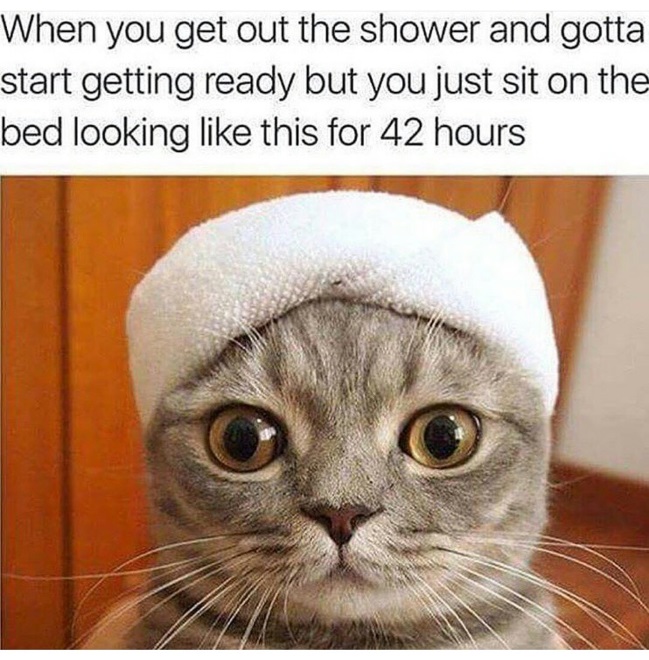 When you get out the shower and gotta
start getting ready but you just sit on the
bed looking like this for 42 hours